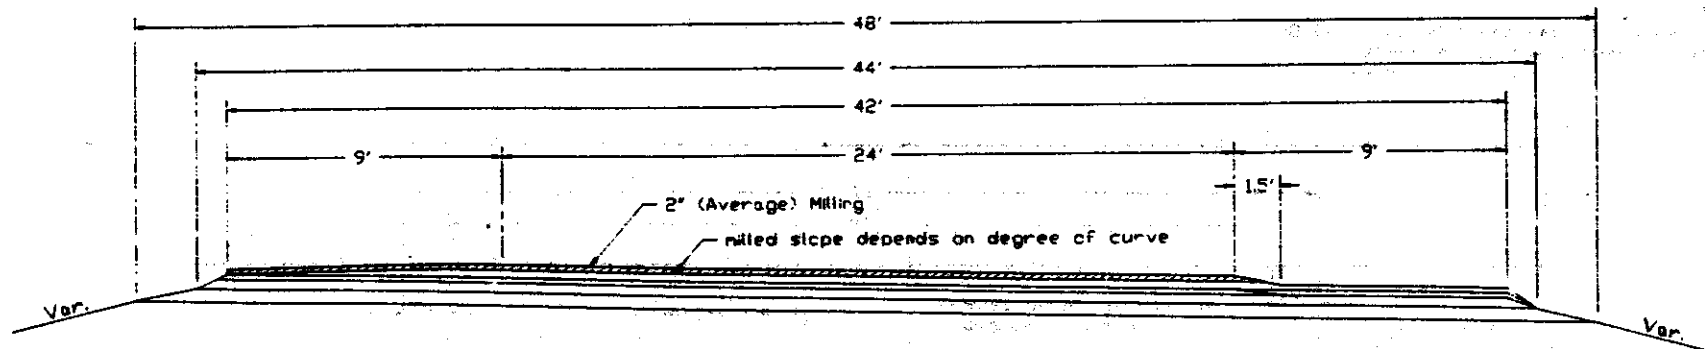 48'
44'
42'
9' 24' 9'
1.5'
2" (Average) Milling
milled slope depends on degree of curve
Var. Var.